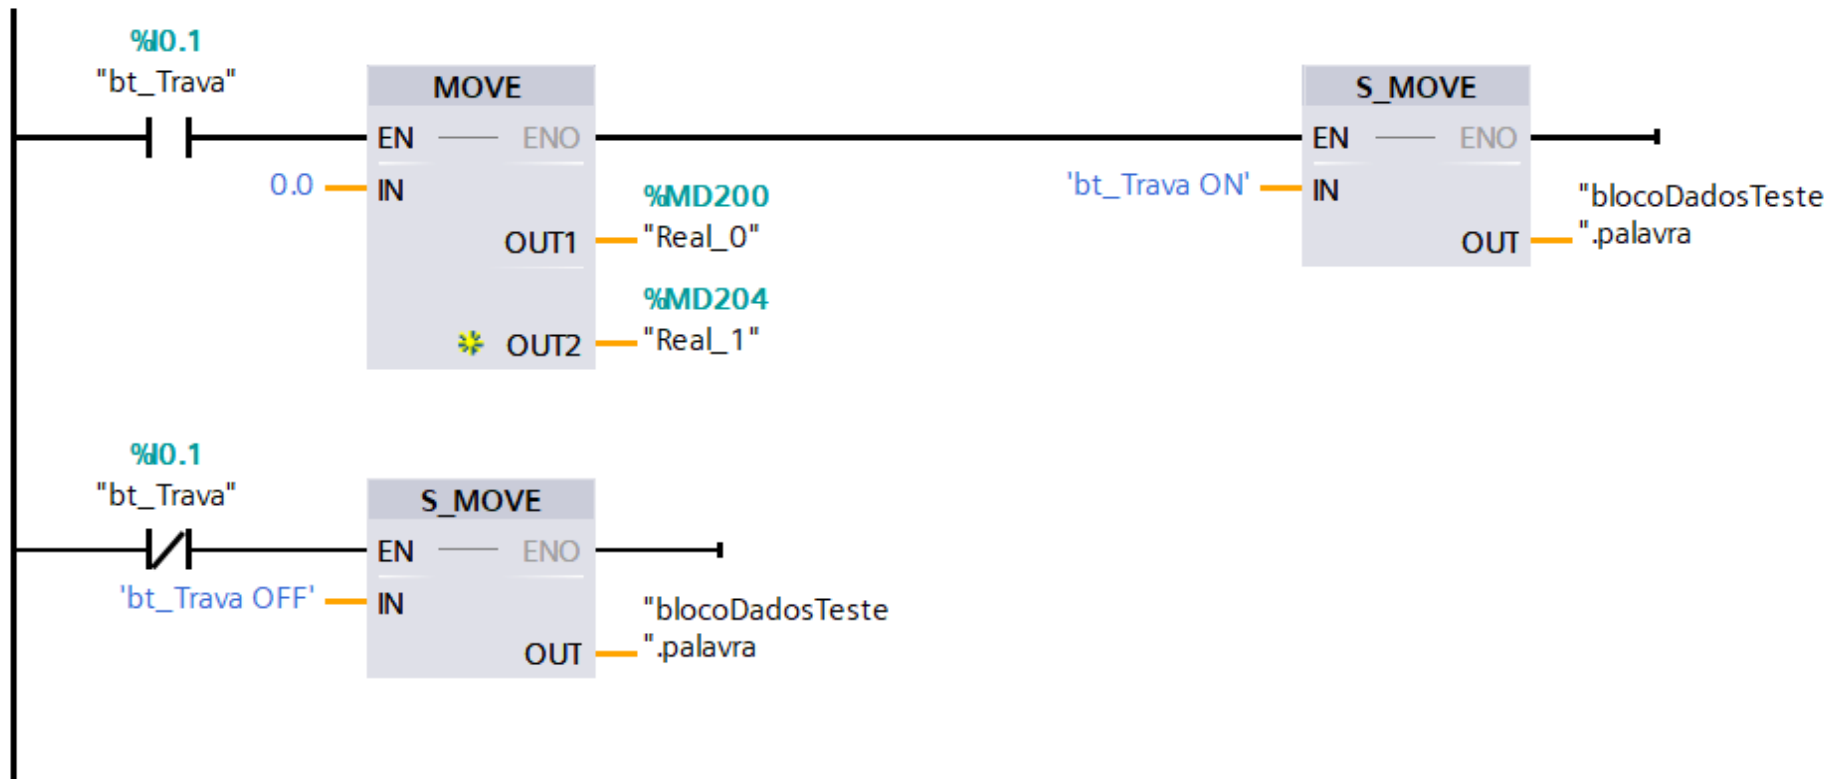 %I0.1
"bt_Trava"
MOVE
EN
ENO
0.0
IN
OUT1
%MD200
"Real_0"
OUT2
%MD204
"Real_1"
S_MOVE
EN
ENO
'bt_Trava ON'
IN
OUT
"blocoDadosTeste
".palavra
%I0.1
"bt_Trava"
S_MOVE
EN
ENO
'bt_Trava OFF'
IN
OUT
"blocoDadosTeste
".palavra